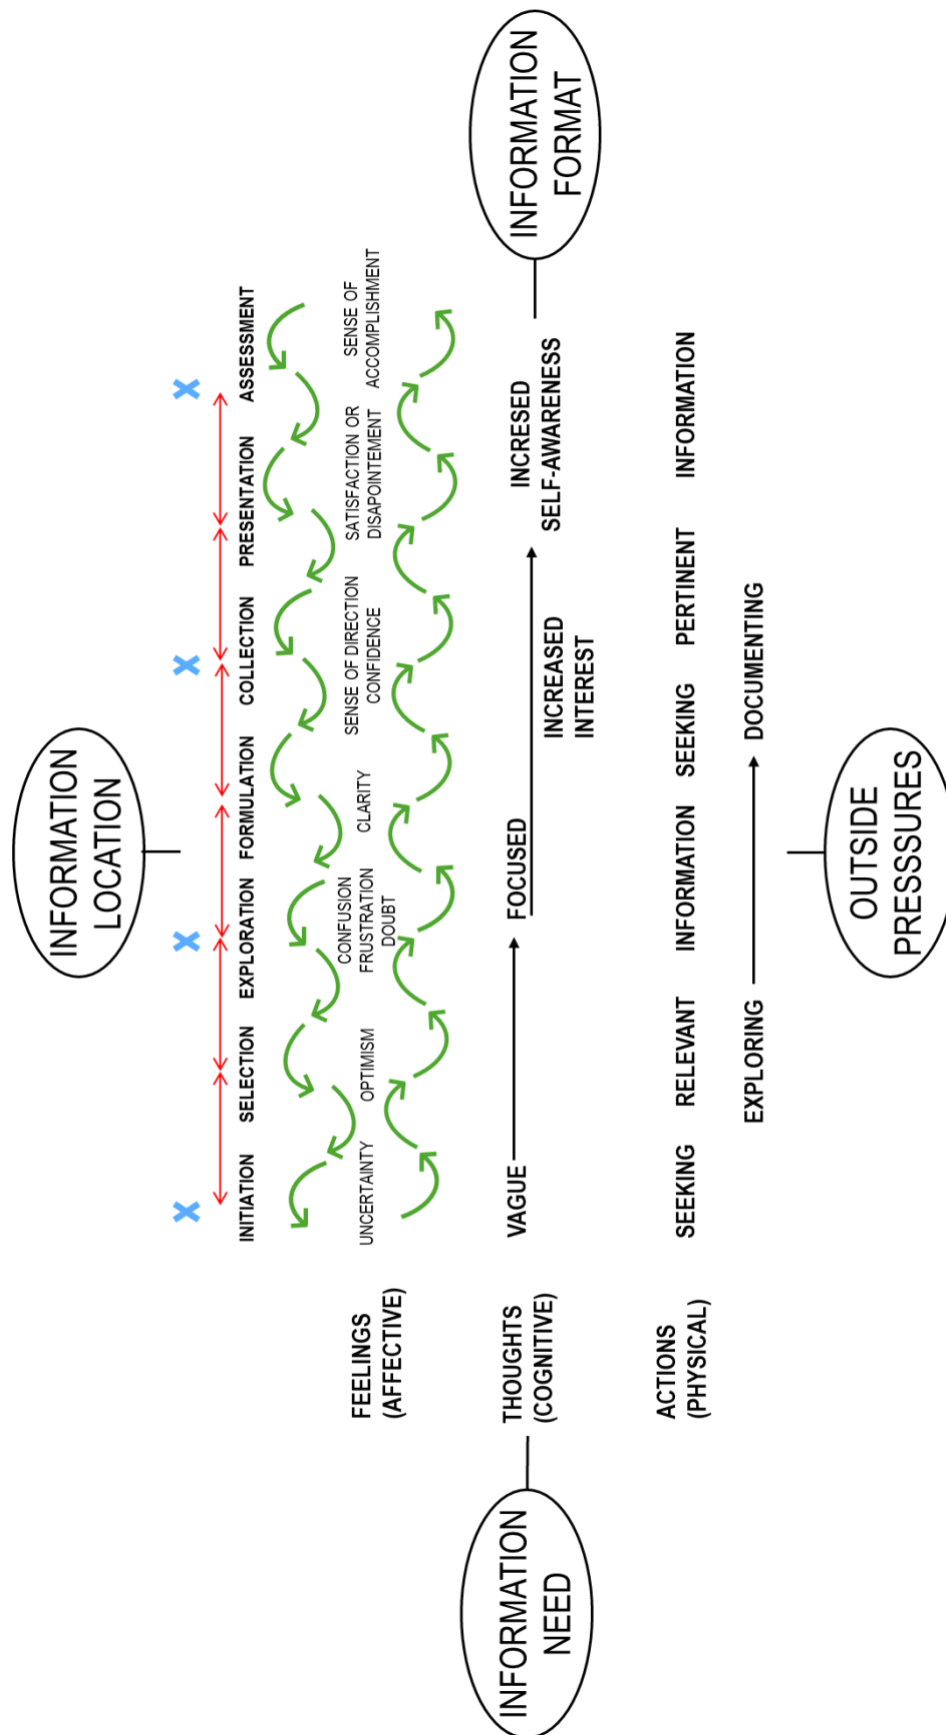 INFORMATION
LOCATION
X X X X
INITIATION SELECTION EXPLORATION FORMULATION COLLECTION PRESENTATION ASSESSMENT
FEELINGS
(AFFECTIVE)
UNCERTAINTY
OPTIMISM
CONFUSION
FRUSTRATION
DOUBT
CLARITY
SENSE OF DIRECTION
CONFIDENCE
SATISFACTION OR
DISAPOINTEMENT
SENSE OF
ACCOMPLISHMENT
INFORMATION
NEED
THOUGHTS
(COGNITIVE)
VAGUE
FOCUSED
INCREASED
INTEREST
INCRESED
SELF-AWARENESS
INFORMATION
FORMAT
ACTIONS
(PHYSICAL)
SEEKING RELEVANT INFORMATION SEEKING PERTINENT INFORMATION
EXPLORING DOCUMENTING
OUTSIDE
PRESSSURES